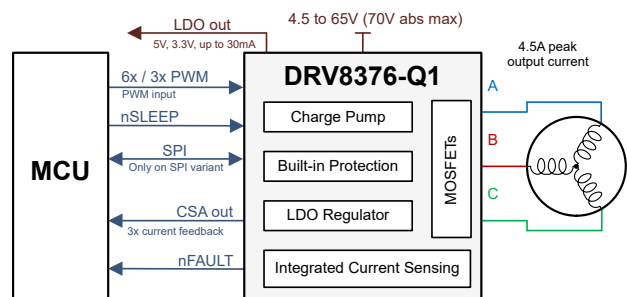 LDO out
5V, 3.3V, up to 30mA
4.5 to 65V (70V abs max)
4.5A peak
output current
MCU
6x / 3x PWM
PWM input
nSLEEP
SPI
Only on SPI variant
CSA out
3x current feedback
nFAULT
DRV8376-Q1
Charge Pump
Built-in Protection
LDO Regulator
Integrated Current Sensing
MOSFETs
A
B
C